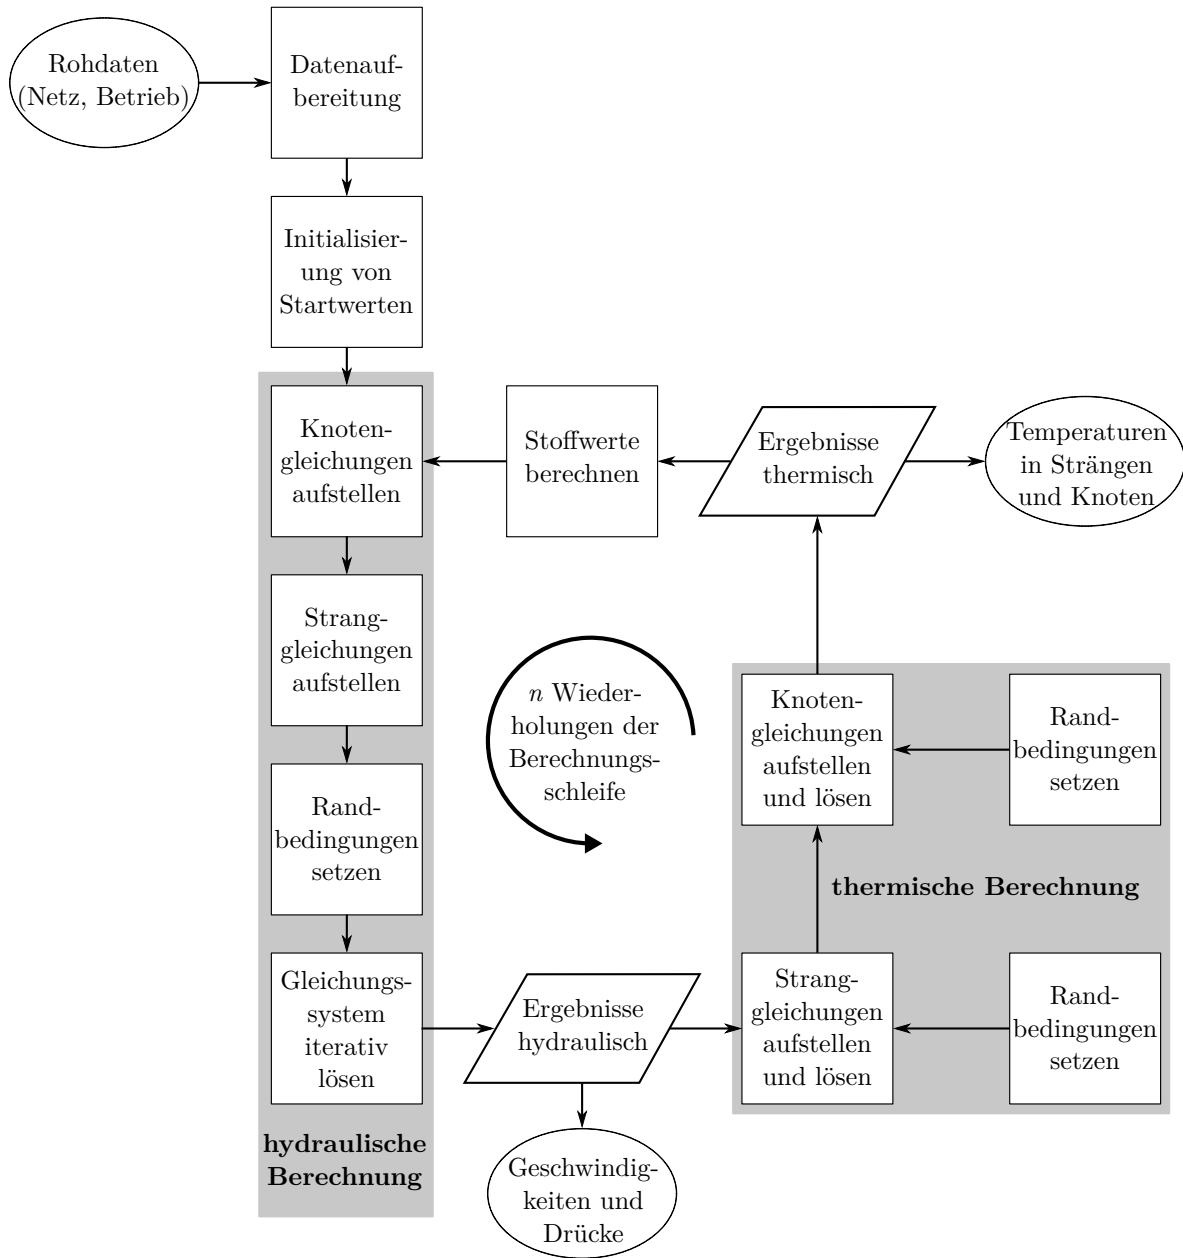 Rohdaten
(Netz, Betrieb)
Datenauf-
bereitung
Initialisier-
ung von
Startwerten
Knoten-
gleichungen
aufstellen
Stoffwerte
berechnen
Ergebnisse
thermisch
Temperaturen
in Strängen
und Knoten
Strang-
gleichungen
aufstellen
n Wieder-
holungen der
Berechnungs-
schleife
Knoten-
gleichungen
aufstellen
und lösen
Rand-
bedingungen
setzen
Rand-
bedingungen
setzen
thermische Berechnung
Gleichungs-
system
iterativ
lösen
Ergebnisse
hydraulisch
Strang-
gleichungen
aufstellen
und lösen
Rand-
bedingungen
setzen
hydraulische
Berechnung
Geschwindig-
keiten und
Drücke